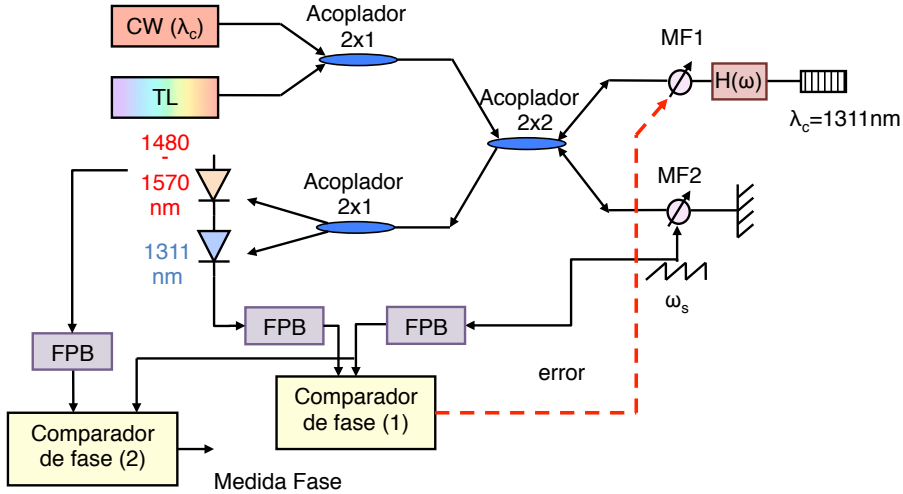 CW (λc)
Acoplador
2x1
TL
MF1
H(ω)
λc=1311nm
Acoplador
2x2
1480
-
1570
nm
Acoplador
2x1
MF2
1311
nm
ωs
FPB
FPB
FPB
error
Comparador
de fase (1)
Comparador
de fase (2)
Medida Fase